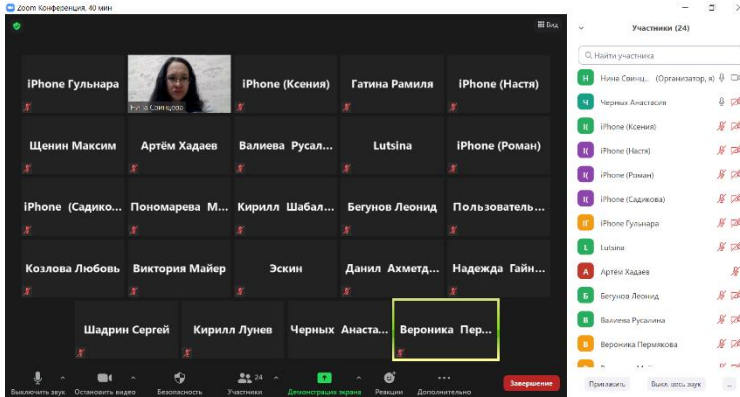 Zoom Конференция, 40 мин
Вид
iPhone Гульнара
Нина Свинцова
iPhone (Ксения)
Гатина Рамиля
iPhone (Настя)
Щенин Максим
Артём Хадаев
Валиева Русал...
Lutsina
iPhone (Роман)
iPhone (Садико...
Пономарева М...
Кирилл Шабал...
Бегунов Леонид
Пользователь...
Козлова Любовь
Виктория Майер
Эскин
Данил Ахметд...
Надежда Гайн...
Шадрин Сергей
Кирилл Лунев
Черных Анаста...
Вероника Пер...
Выключить звук
Остановить видео
Безопасность
24
Участники
Демонстрация экрана
Реакции
Дополнительно
Завершение
Участники (24)
Найти участника
Н Нина Свинц... (Организатор, я)
Ч Черных Анастасия
I( iPhone (Ксения)
I( iPhone (Настя)
I( iPhone (Роман)
I( iPhone (Садикова)
IГ iPhone Гульнара
L Lutsina
А Артём Хадаев
Б Бегунов Леонид
В Валиева Русалина
В Вероника Пермякова
Пригласить
Выкл. весь звук
...